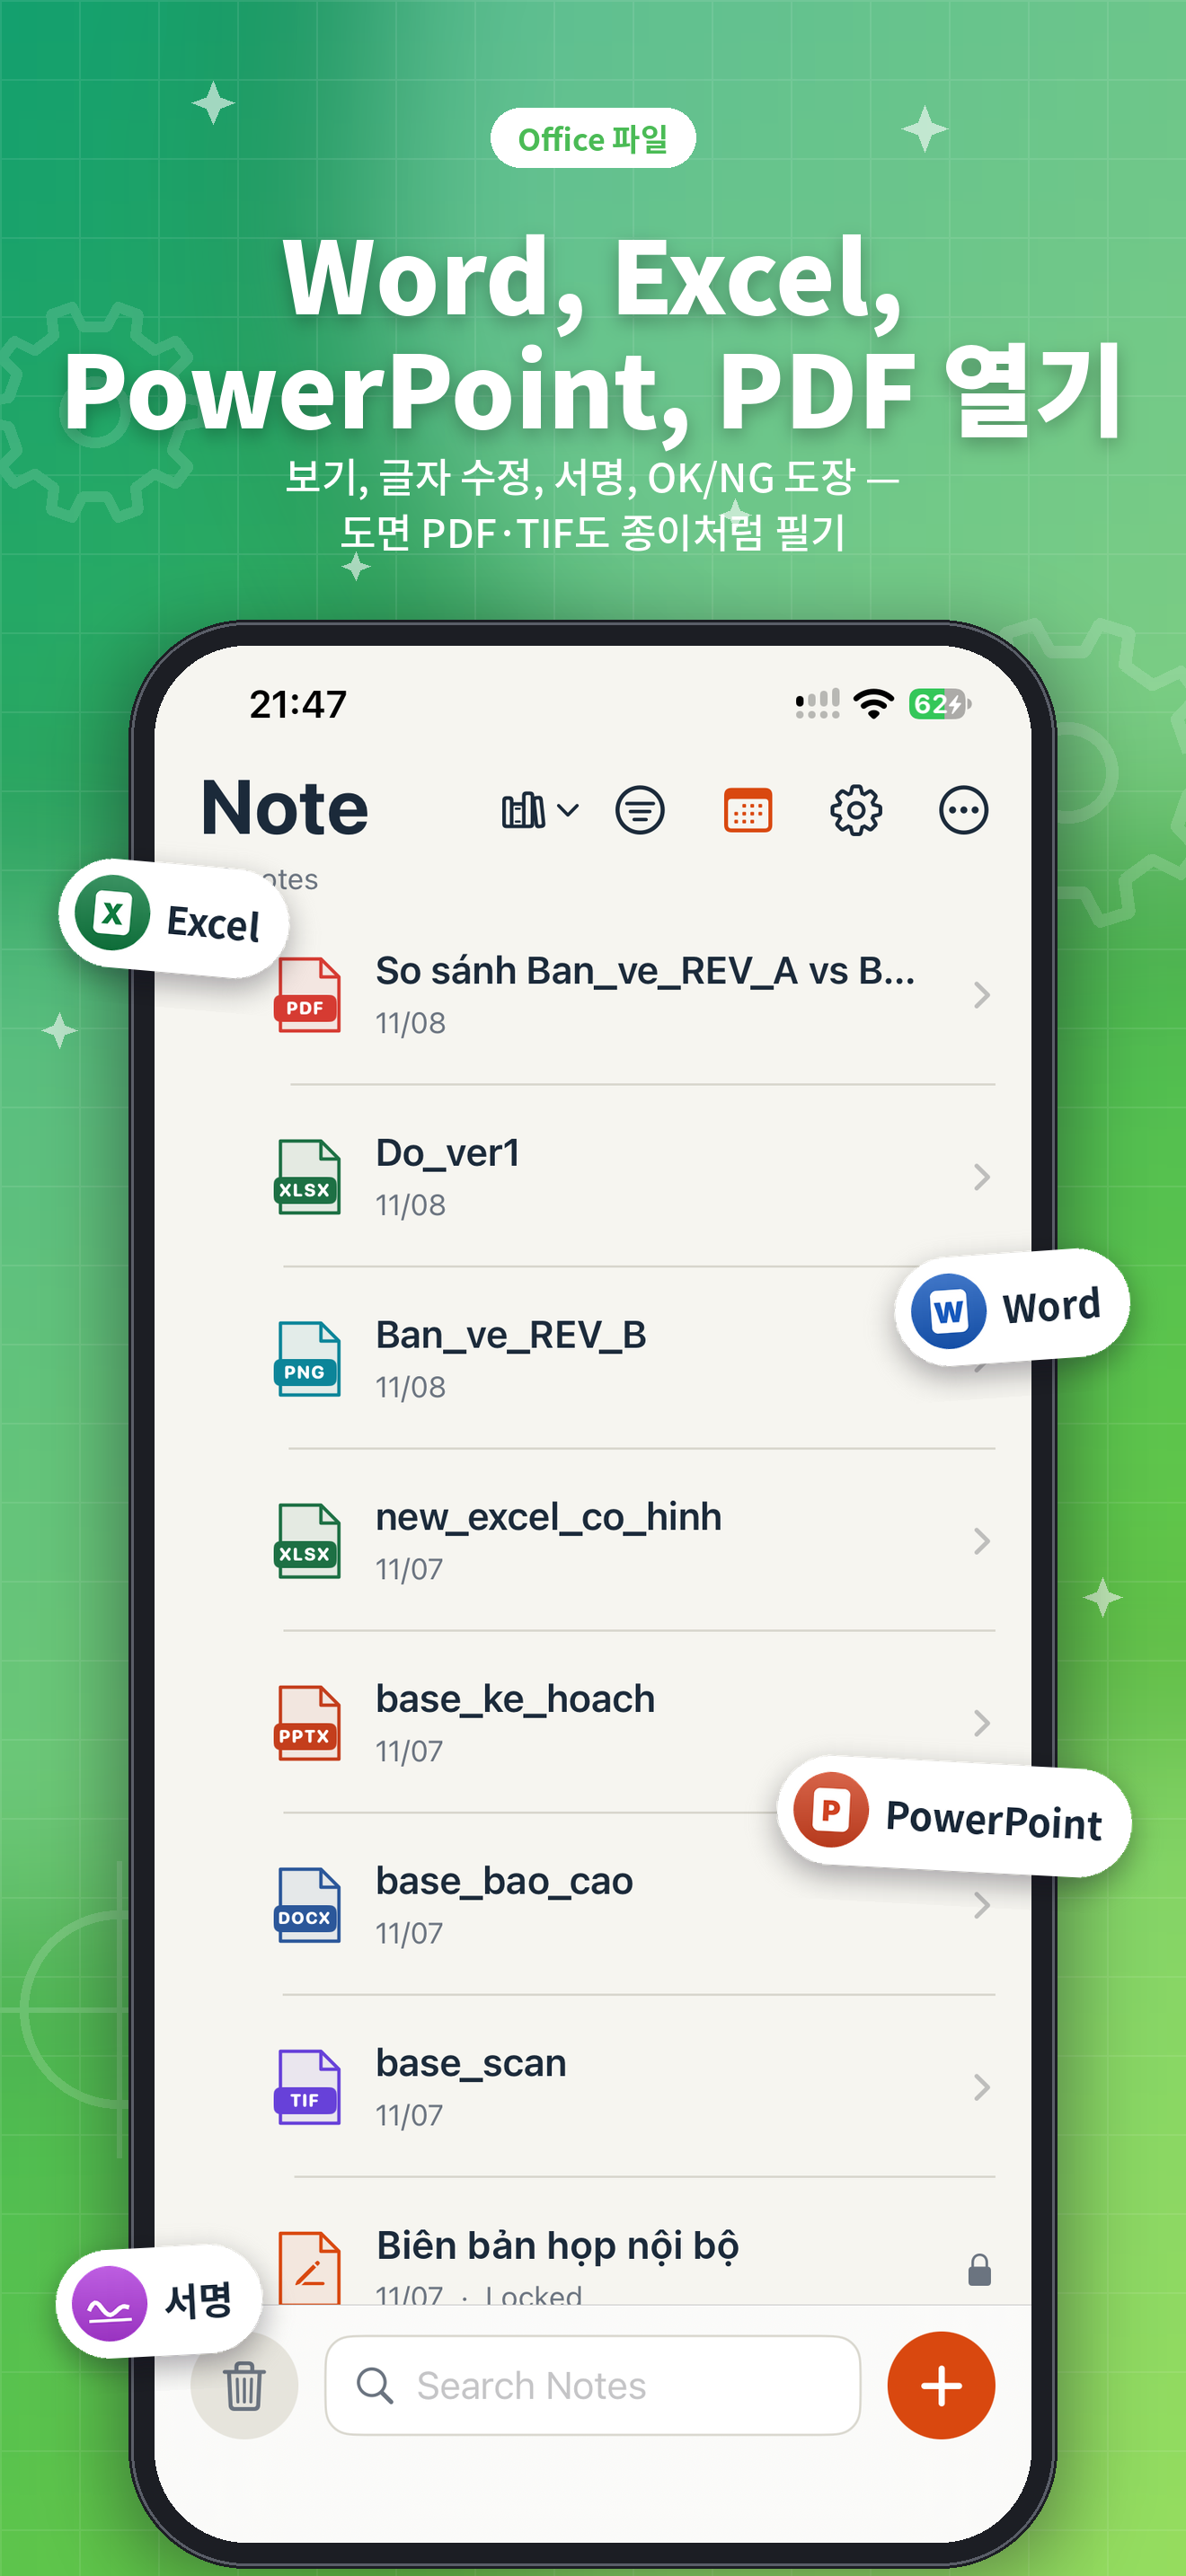 Office 파일
Word, Excel,
PowerPoint, PDF 열기
보기, 글자 수정, 서명, OK/NG 도장 —
도면 PDF·TIF도 종이처럼 필기
21:47
62
Note
Excel
PDF
So sánh Ban_ve_REV_A vs B...
11/08
XLSX
Do_ver1
11/08
W Word
PNG
Ban_ve_REV_B
11/08
XLSX
new_excel_co_hinh
11/07
PPTX
base_ke_hoach
11/07
P PowerPoint
DOCX
base_bao_cao
11/07
TIF
base_scan
11/07
Biên bản họp nội bộ
11/07 · Locked
서명
Search Notes